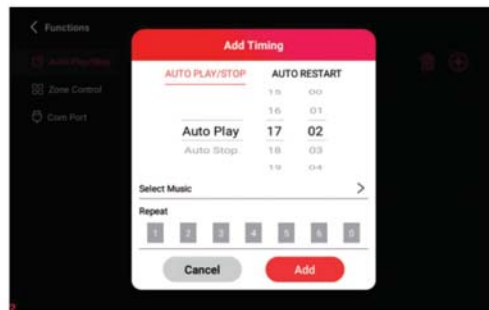 Functions
Add Timing
Auto Play/Stop
AUTO PLAY/STOP AUTO RESTART
15 00
Zone Control
16 01
Auto Play 17 02
Com Port
Auto Stop 18 03
19 04
Select Music
Repeat
1 2 3 4 5 6 0
Cancel Add